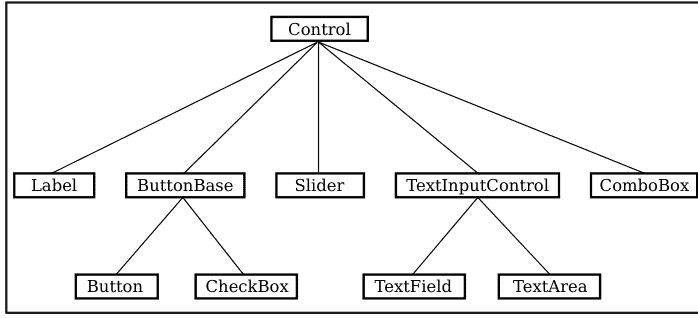 Control
Label
ButtonBase
Slider
TextInputControl
ComboBox
Button
CheckBox
TextField
TextArea